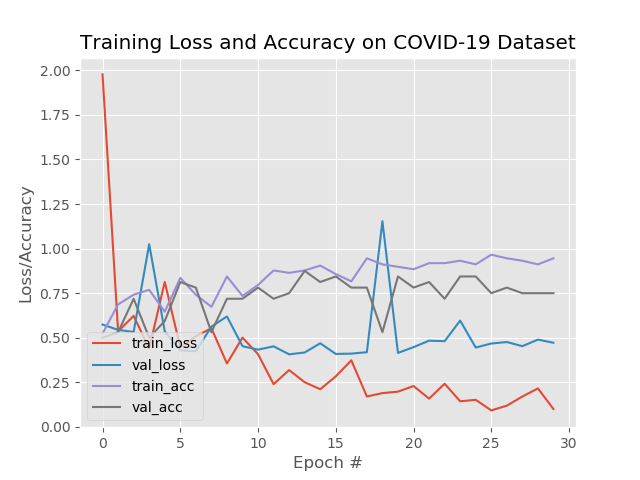 Training Loss and Accuracy on COVID-19 Dataset
2.00
1.75
1.50
1.25
1.00
0.75
0.50
0.25
0.00
Loss/Accuracy
train_loss
val_loss
train_acc
val_acc
0 5 10 15 20 25 30
Epoch #